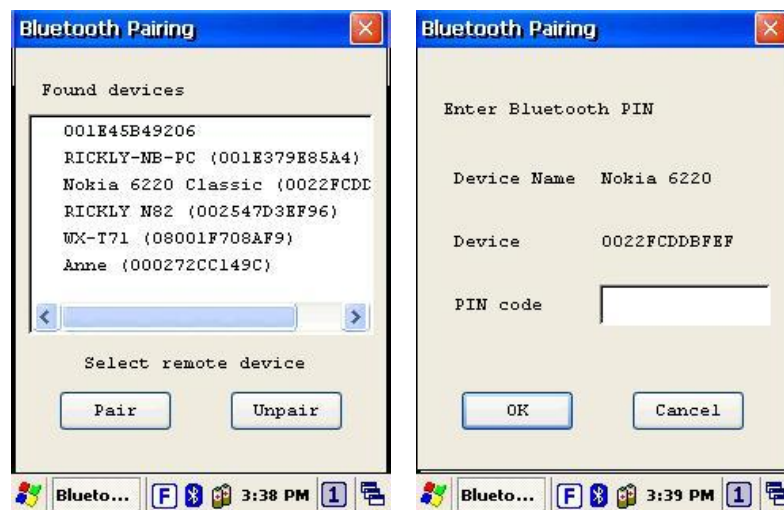 Bluetooth Pairing
Found devices
001E45B49206
RICKLY-NB-PC (001E379E85A4)
Nokia 6220 Classic (0022FCDD
RICKLY N82 (002547D3EF96)
WX-T71 (08001F708AF9)
Anne (000272CC149C)
Select remote device
Pair Unpair
Blueto... F 3:38 PM 1
Bluetooth Pairing
Enter Bluetooth PIN
Device Name Nokia 6220
Device 0022FCDDBFEF
PIN code
OK Cancel
Blueto... F 3:39 PM 1